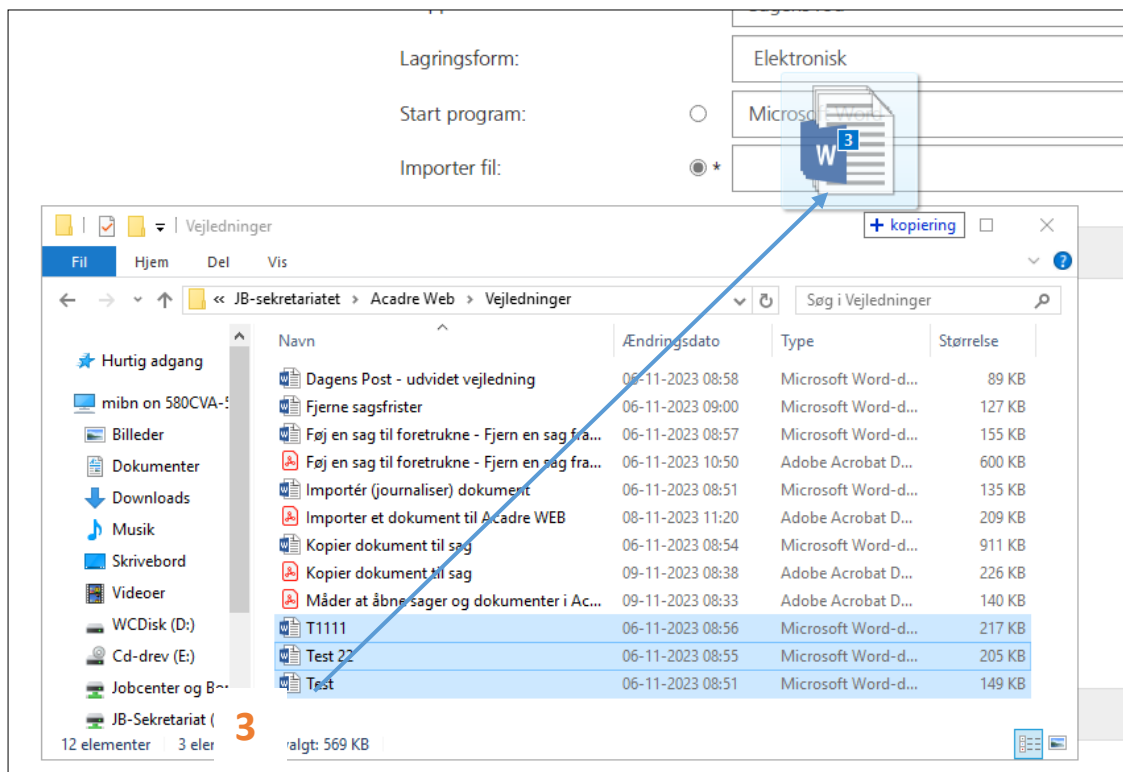 Lagringsform: Elektronisk
Start program: Microsoft Word
3
Importer fil: *
Vejledninger + kopiering
Fil Hjem Del Vis ?
« JB-sekretariatet > Acadre Web > Vejledninger Søg i Vejledninger
Navn Ændringsdato Type Størrelse
Hurtig adgang
mibn on 580CVA-5
Billeder
Dokumenter
Downloads
Musik
Skrivebord
Videoer
WCDisk (D:)
Cd-drev (E:)
Jobcenter og
JB-Sekretariat (
Dagens Post - udvidet vejledning 06-11-2023 08:58 Microsoft Word-d... 89 KB
Fjerne sagsfrister 06-11-2023 09:00 Microsoft Word-d... 127 KB
Føj en sag til foretrukne - Fjern en sag fra... 06-11-2023 08:57 Microsoft Word-d... 155 KB
Føj en sag til foretrukne - Fjern en sag fra... 06-11-2023 10:50 Adobe Acrobat D... 600 KB
Importér (journaliser) dokument 06-11-2023 08:51 Microsoft Word-d... 135 KB
Importer et dokument til Acadre WEB 08-11-2023 11:20 Adobe Acrobat D... 209 KB
Kopier dokument til sag 06-11-2023 08:54 Microsoft Word-d... 911 KB
Kopier dokument til sag 09-11-2023 08:38 Adobe Acrobat D... 226 KB
Måder at åbne sager og dokumenter i Ac... 09-11-2023 08:33 Adobe Acrobat D... 140 KB
T1111 06-11-2023 08:56 Microsoft Word-d... 217 KB
Test 22 06-11-2023 08:55 Microsoft Word-d... 205 KB
Test 06-11-2023 08:51 Microsoft Word-d... 149 KB
3
12 elementer 3 eler valgt: 569 KB